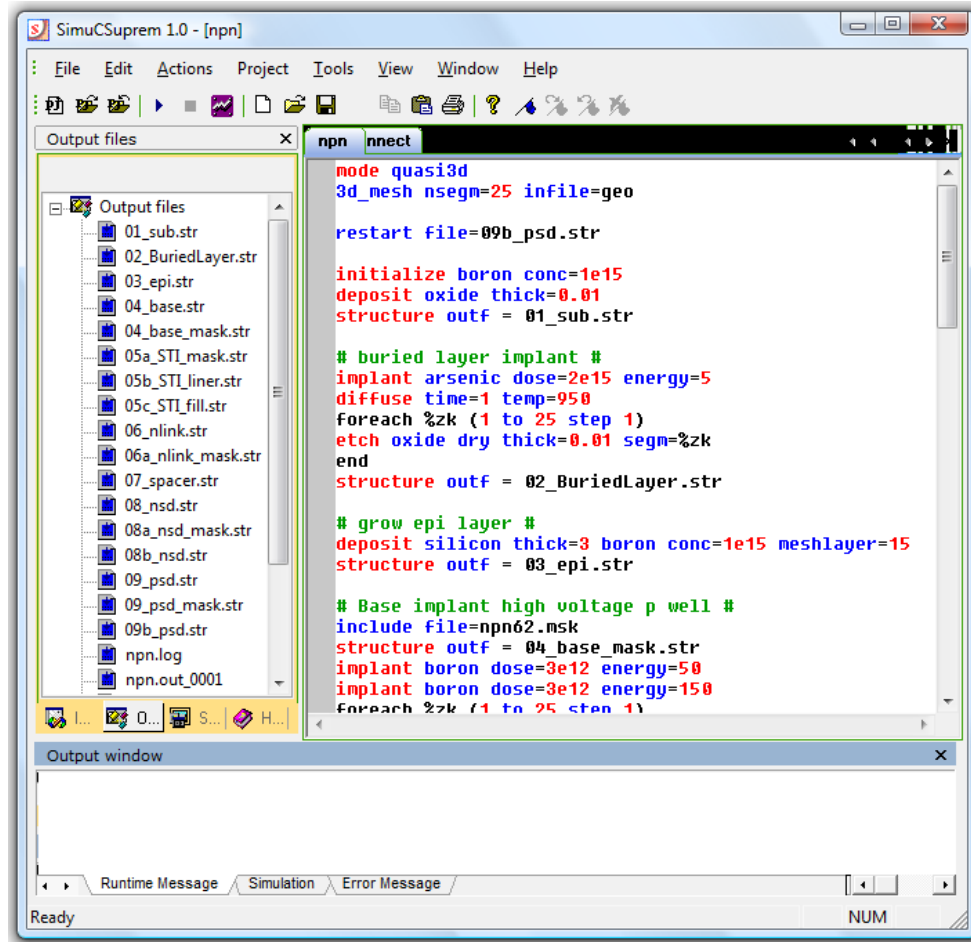 SimuCSuprem 1.0 - [npn]
File Edit Actions Project Tools View Window Help
Output files
Output files
01_sub.str
02_BuriedLayer.str
03_epi.str
04_base.str
04_base_mask.str
05a_STI_mask.str
05b_STI_liner.str
05c_STI_fill.str
06_nlink.str
06a_nlink_mask.str
07_spacer.str
08_nsd.str
08a_nsd_mask.str
08b_nsd.str
09_psd.str
09_psd_mask.str
09b_psd.str
npn.log
npn.out_0001
I... O... S... H...
npn nnect
mode quasi3d
3d_mesh nsegm=25 infile=geo
restart file=09b_psd.str
initialize boron conc=1e15
deposit oxide thick=0.01
structure outf = 01_sub.str
# buried layer implant #
implant arsenic dose=2e15 energy=5
diffuse time=1 temp=950
foreach %zk (1 to 25 step 1)
etch oxide dry thick=0.01 segm=%zk
end
structure outf = 02_BuriedLayer.str
# grow epi layer #
deposit silicon thick=3 boron conc=1e15 meshlayer=15
structure outf = 03_epi.str
# Base implant high voltage p well #
include file=npn62.msk
structure outf = 04_base_mask.str
implant boron dose=3e12 energy=50
implant boron dose=3e12 energy=150
foreach %zk (1 to 25 step 1)
Output window
Runtime Message Simulation Error Message
Ready NUM